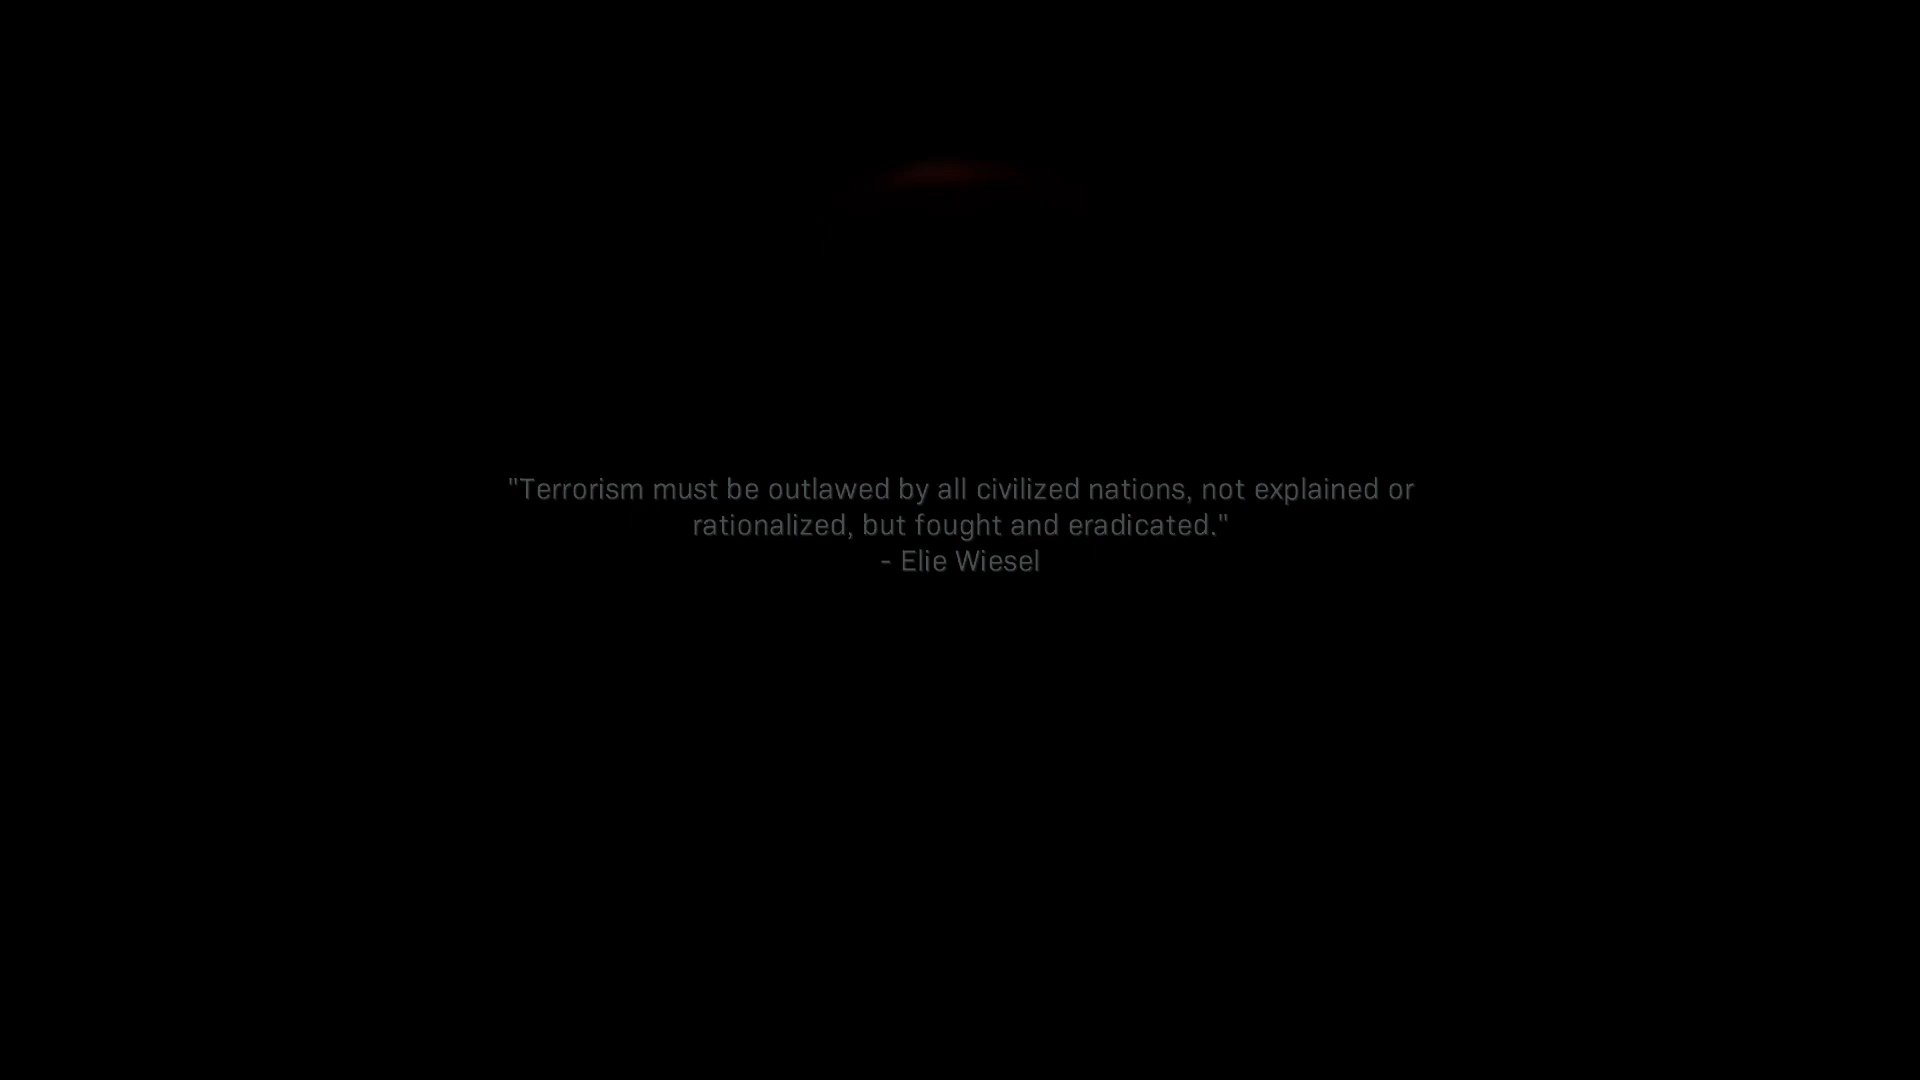 "Terrorism must be outlawed by all civilized nations, not explained or
rationalized, but fought and eradicated."
- Elie Wiesel